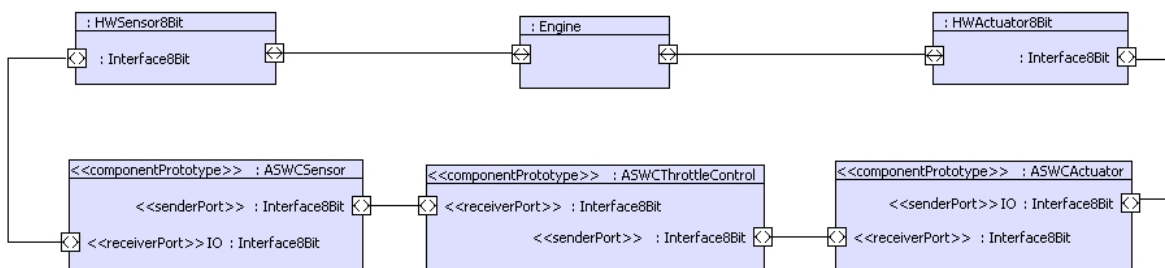 : HWSensor8Bit
: Interface8Bit
: Engine
: HWActuator8Bit
: Interface8Bit
<<componentPrototype>> : ASWCSensor
<<senderPort>> : Interface8Bit
<<receiverPort>> IO : Interface8Bit
<<componentPrototype>> : ASWCThrottleControl
<<receiverPort>> : Interface8Bit
<<senderPort>> : Interface8Bit
<<componentPrototype>> : ASWCActuator
<<senderPort>> IO : Interface8Bit
<<receiverPort>> : Interface8Bit